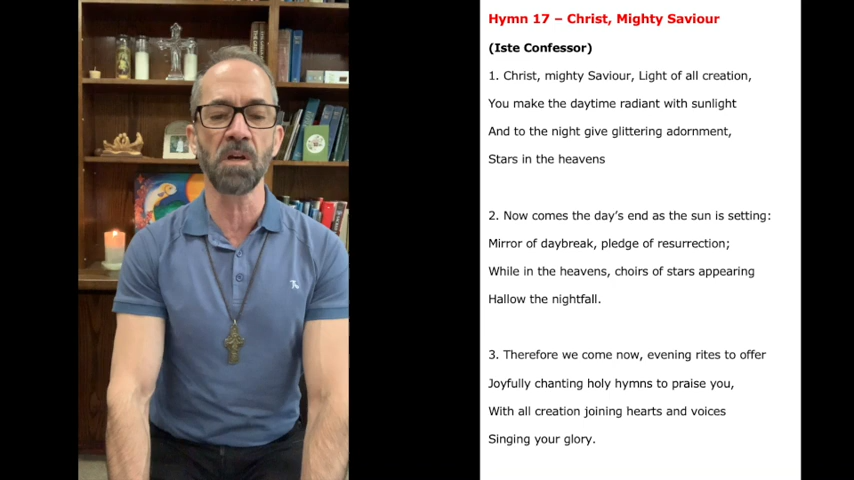 Hymn 17 – Christ, Mighty Saviour
(Iste Confessor)
1. Christ, mighty Saviour, Light of all creation,
You make the daytime radiant with sunlight
And to the night give glittering adornment,
Stars in the heavens
2. Now comes the day’s end as the sun is setting:
Mirror of daybreak, pledge of resurrection;
While in the heavens, choirs of stars appearing
Hallow the nightfall.
3. Therefore we come now, evening rites to offer
Joyfully chanting holy hymns to praise you,
With all creation joining hearts and voices
Singing your glory.